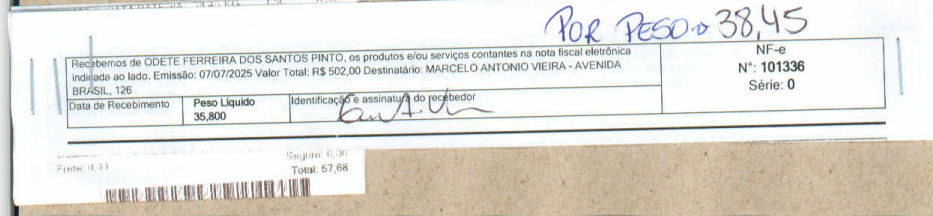 POR PESO → 38,45
Recebemos de ODETE FERREIRA DOS SANTOS PINTO, os produtos e/ou serviços contantes na nota fiscal eletrônica
indicada ao lado. Emissão: 07/07/2025 Valor Total: R$ 502,00 Destinatário: MARCELO ANTONIO VIEIRA - AVENIDA
BRASIL, 126
NF-e
N°: 101336
Série: 0
Data de Recebimento
Peso Líquido
35,800
Identificação e assinatura do recebedor
Seguro: 0,00
Total: 57,68